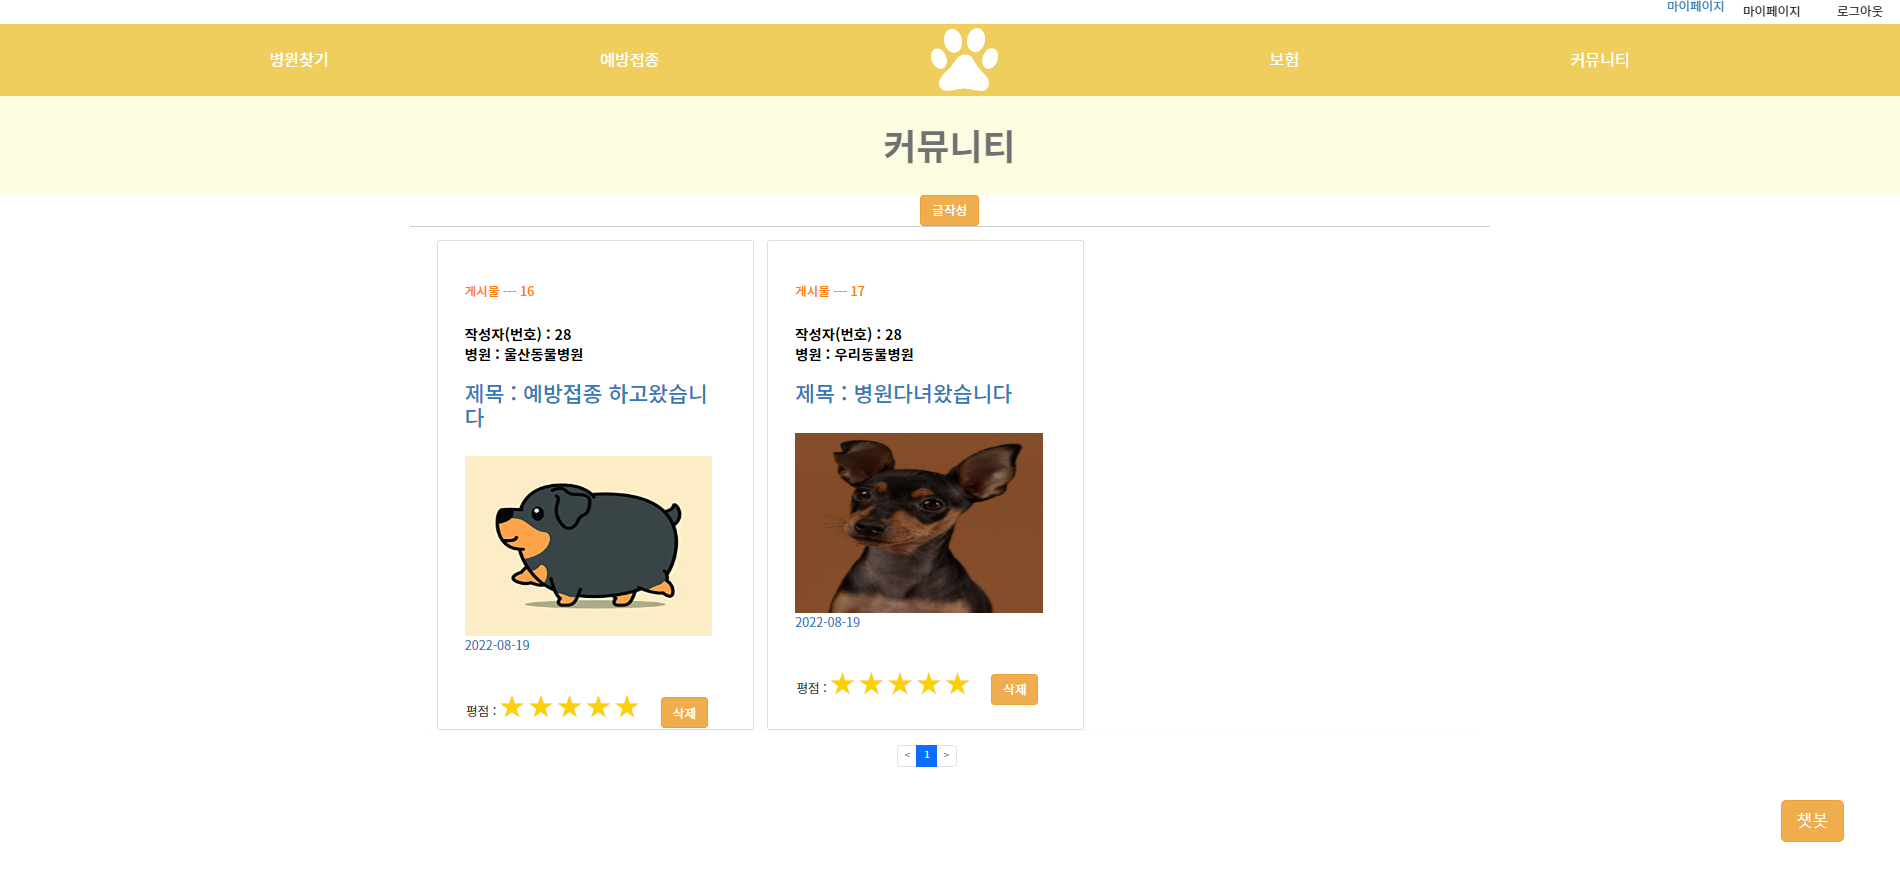 마이페이지 마이페이지 로그아웃
병원찾기 예방접종 보험 커뮤니티
커뮤니티
글작성
게시물 --- 16
작성자(번호) : 28
병원 : 울산동물병원
제목 : 예방접종 하고왔습니
다
2022-08-19
평점 : ★★★★★ 삭제
게시물 --- 17
작성자(번호) : 28
병원 : 우리동물병원
제목 : 병원다녀왔습니다
2022-08-19
평점 : ★★★★★ 삭제
< 1 >
챗봇